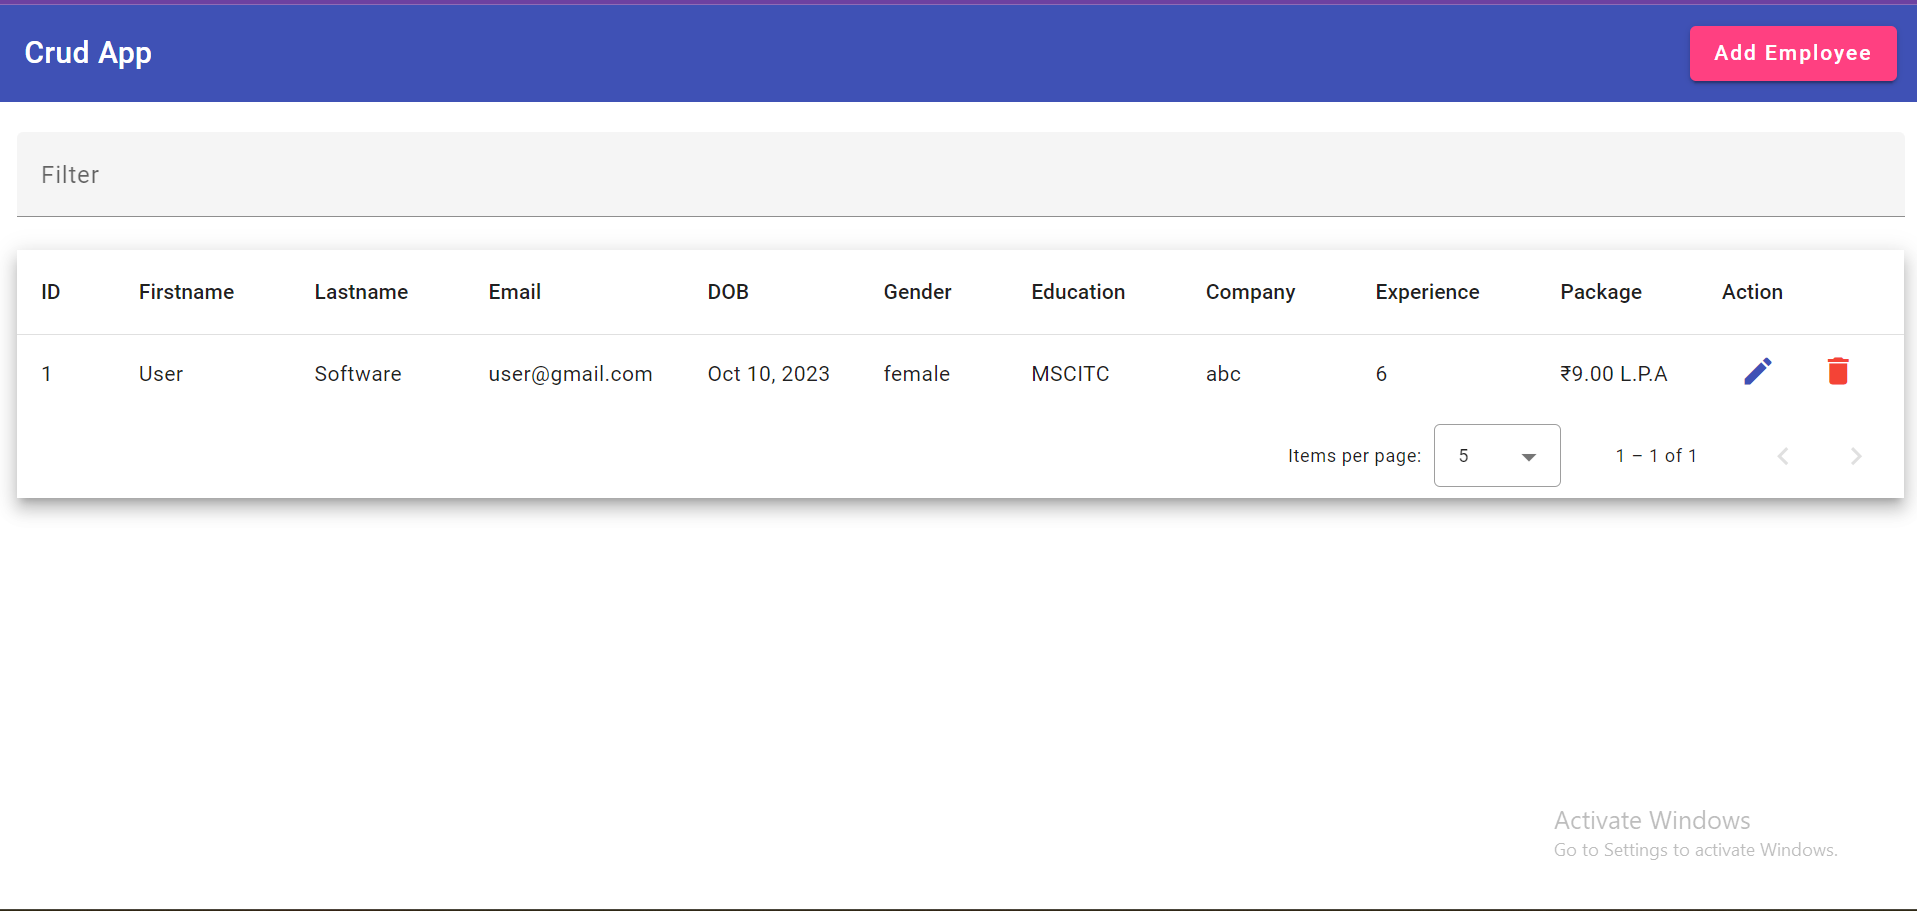 Crud App
Add Employee
Filter
ID Firstname Lastname Email DOB Gender Education Company Experience Package Action
1 User Software user@gmail.com Oct 10, 2023 female MSCITC abc 6 ₹9.00 L.P.A
Items per page: 5 1 – 1 of 1
Activate Windows
Go to Settings to activate Windows.